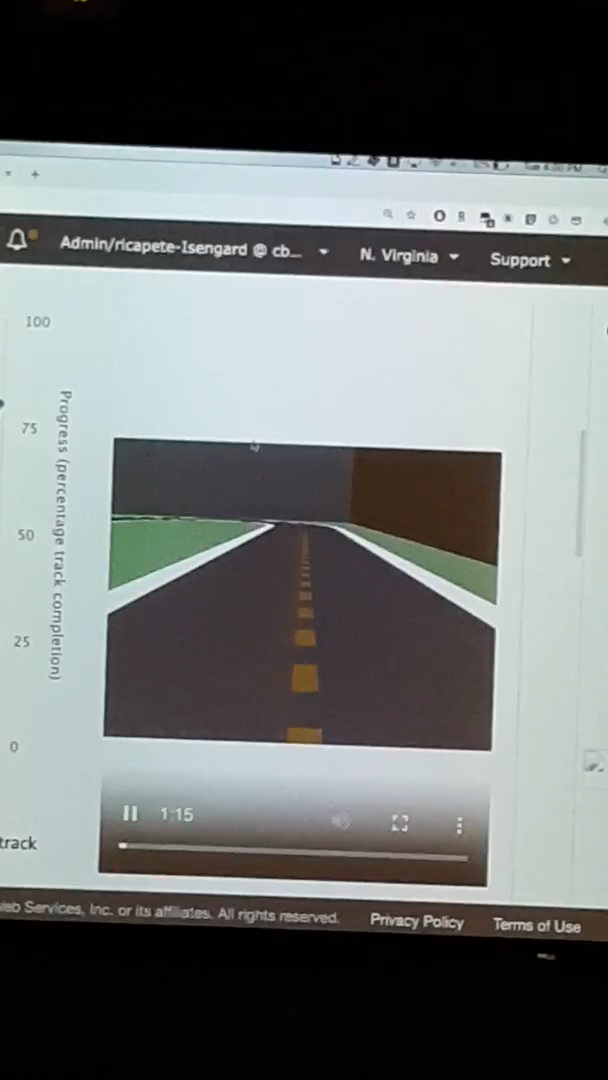 Admin/ricapete-Isengard @ cb...
N. Virginia
Support
100
75
50
25
0
Progress (percentage track completion)
1:15
track
Web Services, Inc. or its affiliates. All rights reserved.
Privacy Policy
Terms of Use